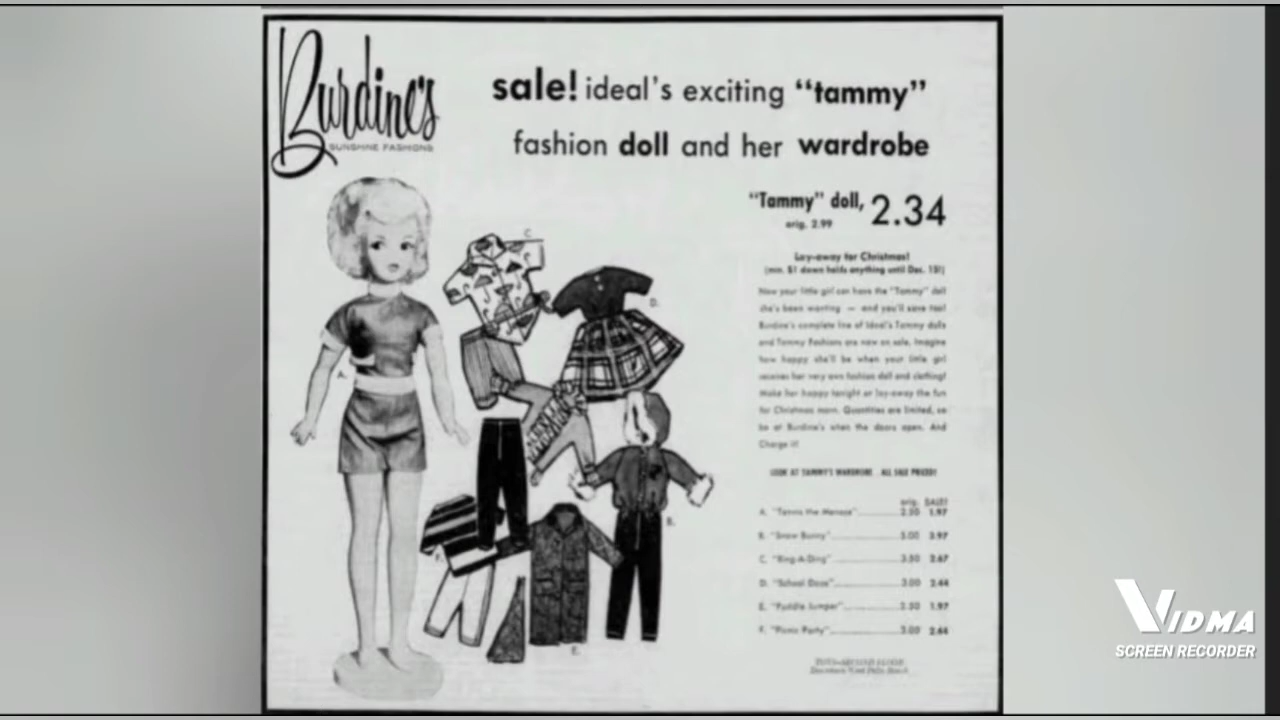 Burdine's
SUNSHINE FASHIONS
sale! ideal's exciting "tammy"
fashion doll and her wardrobe
"Tammy" doll, 2.34
orig. 2.99
Lay-away for Christmas!
(min. $1 down holds anything until Dec. 15!)
Now your little girl can have the "Tammy" doll
she's been wanting — and you'll save too!
Burdine's complete line of Ideal's Tammy dolls
and Tammy Fashions are now on sale. Imagine
how happy she'll be when your little girl
receives her very own fashion doll and clothing!
Make her happy tonight or lay-away the fun
for Christmas morn. Quantities are limited, so
be at Burdine's when the doors open. And
Charge it!
LOOK AT TAMMY'S WARDROBE . . ALL SALE PRICED!
orig. SALE!
A. "Tennis the Menace" 2.50 1.97
B. "Snow Bunny" 5.00 3.97
C. "Ring-A-Ding" 3.50 2.67
D. "School Daze" 3.00 2.44
E. "Puddle Jumper" 2.50 1.97
F. "Picnic Party" 3.00 2.44
C.
D.
A.
B.
F.
E.
VIDMA
SCREEN RECORDER